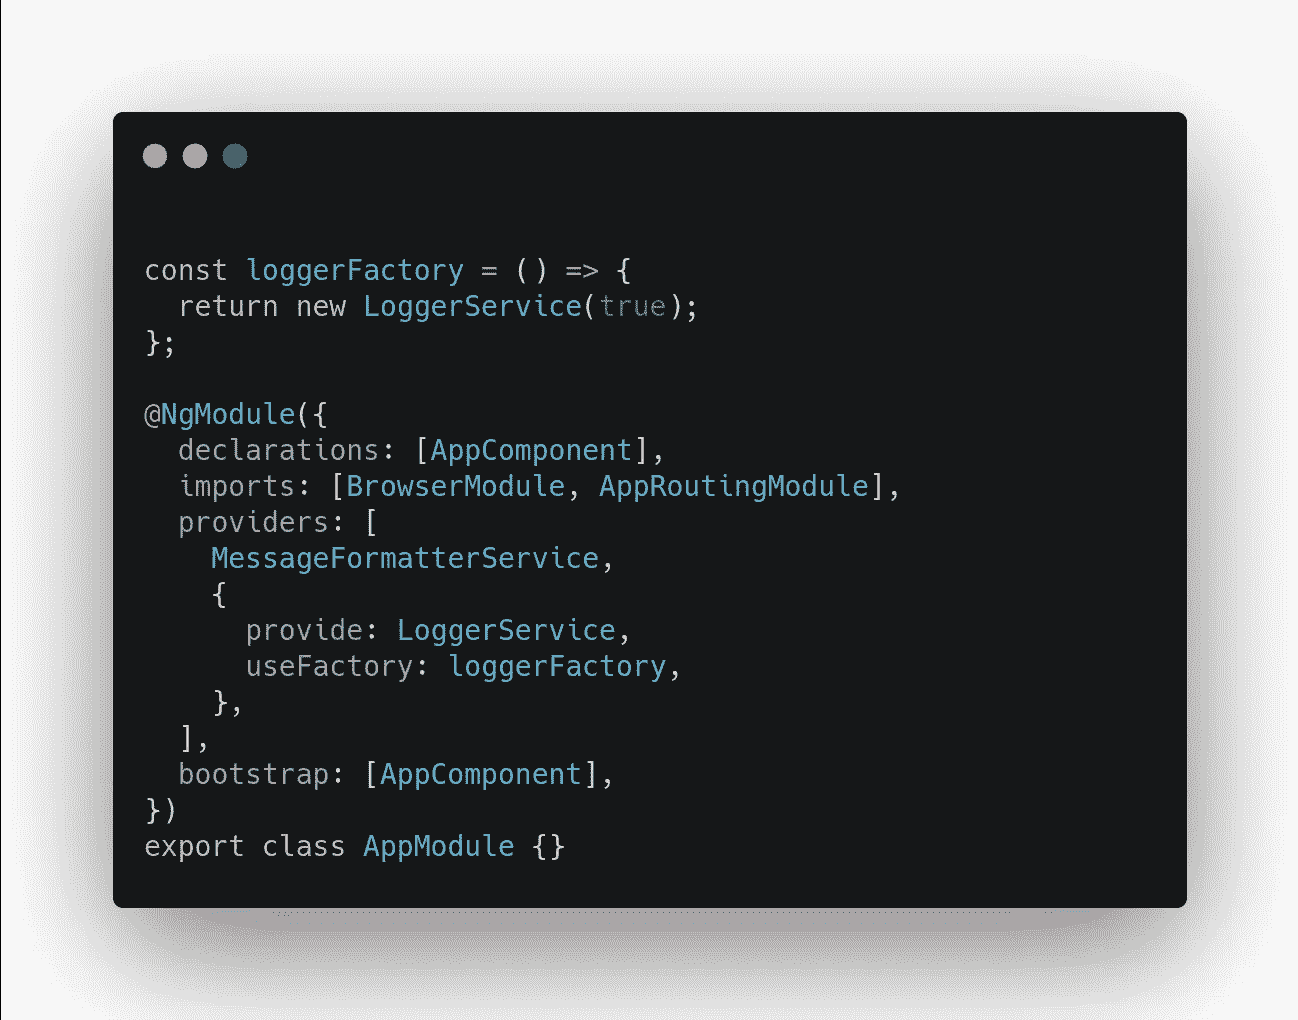 const loggerFactory = () => {
  return new LoggerService(true);
};

@NgModule({
  declarations: [AppComponent],
  imports: [BrowserModule, AppRoutingModule],
  providers: [
    MessageFormatterService,
    {
      provide: LoggerService,
      useFactory: loggerFactory,
    },
  ],
  bootstrap: [AppComponent],
})
export class AppModule {}